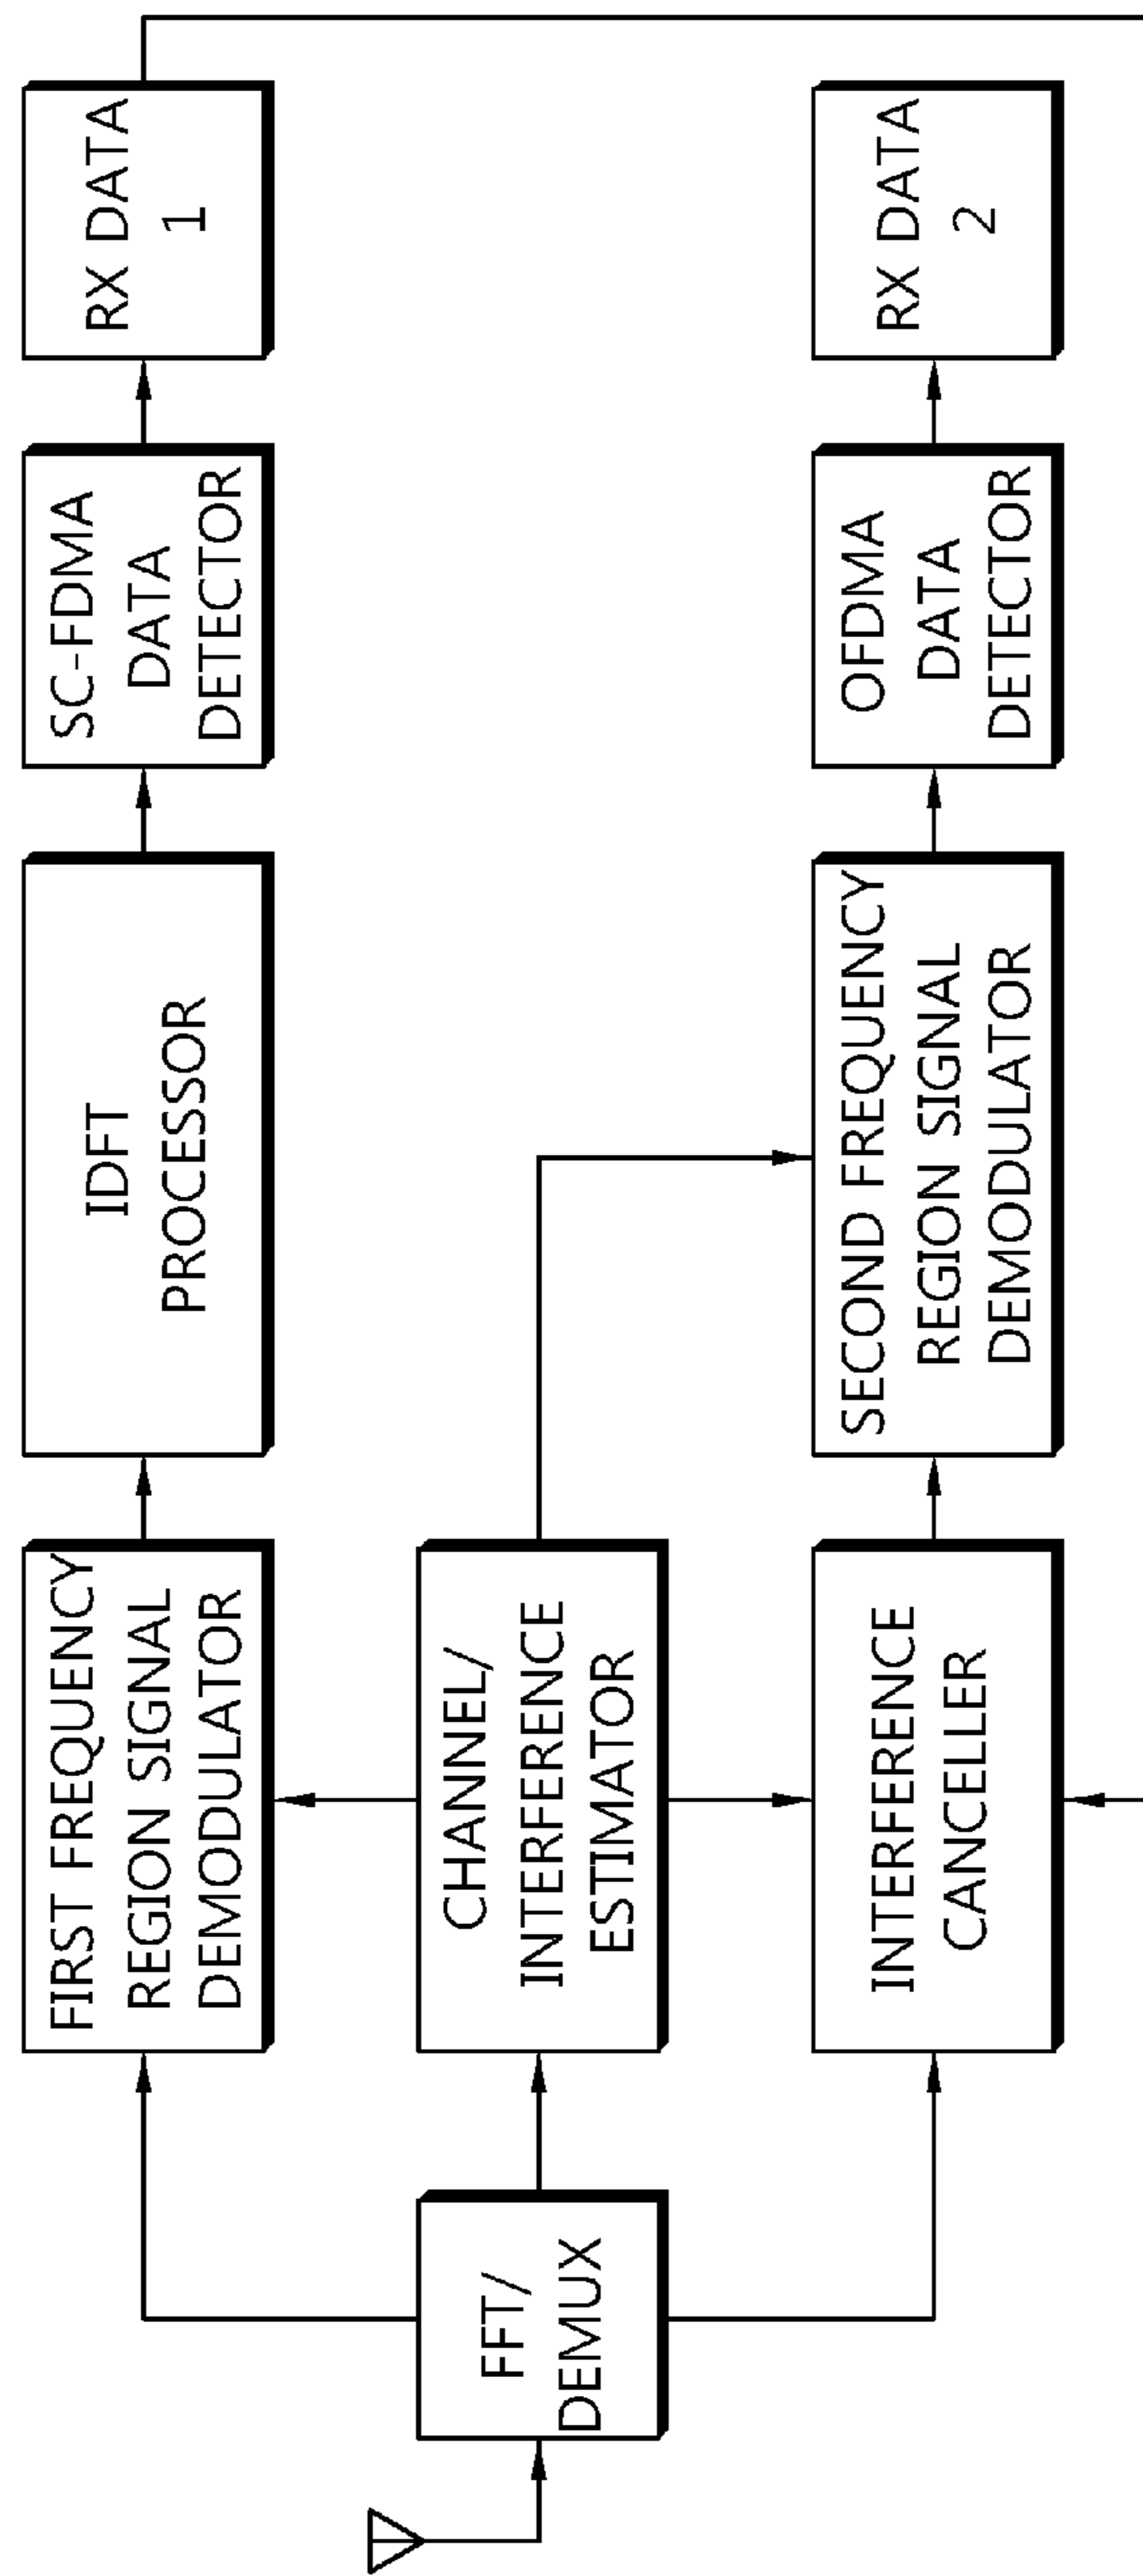 FFT/
DEMUX
FIRST FREQUENCY
REGION SIGNAL
DEMODULATOR
IDFT
PROCESSOR
SC-FDMA
DATA
DETECTOR
RX DATA
1
CHANNEL/
INTERFERENCE
ESTIMATOR
INTERFERENCE
CANCELLER
SECOND FREQUENCY
REGION SIGNAL
DEMODULATOR
OFDMA
DATA
DETECTOR
RX DATA
2